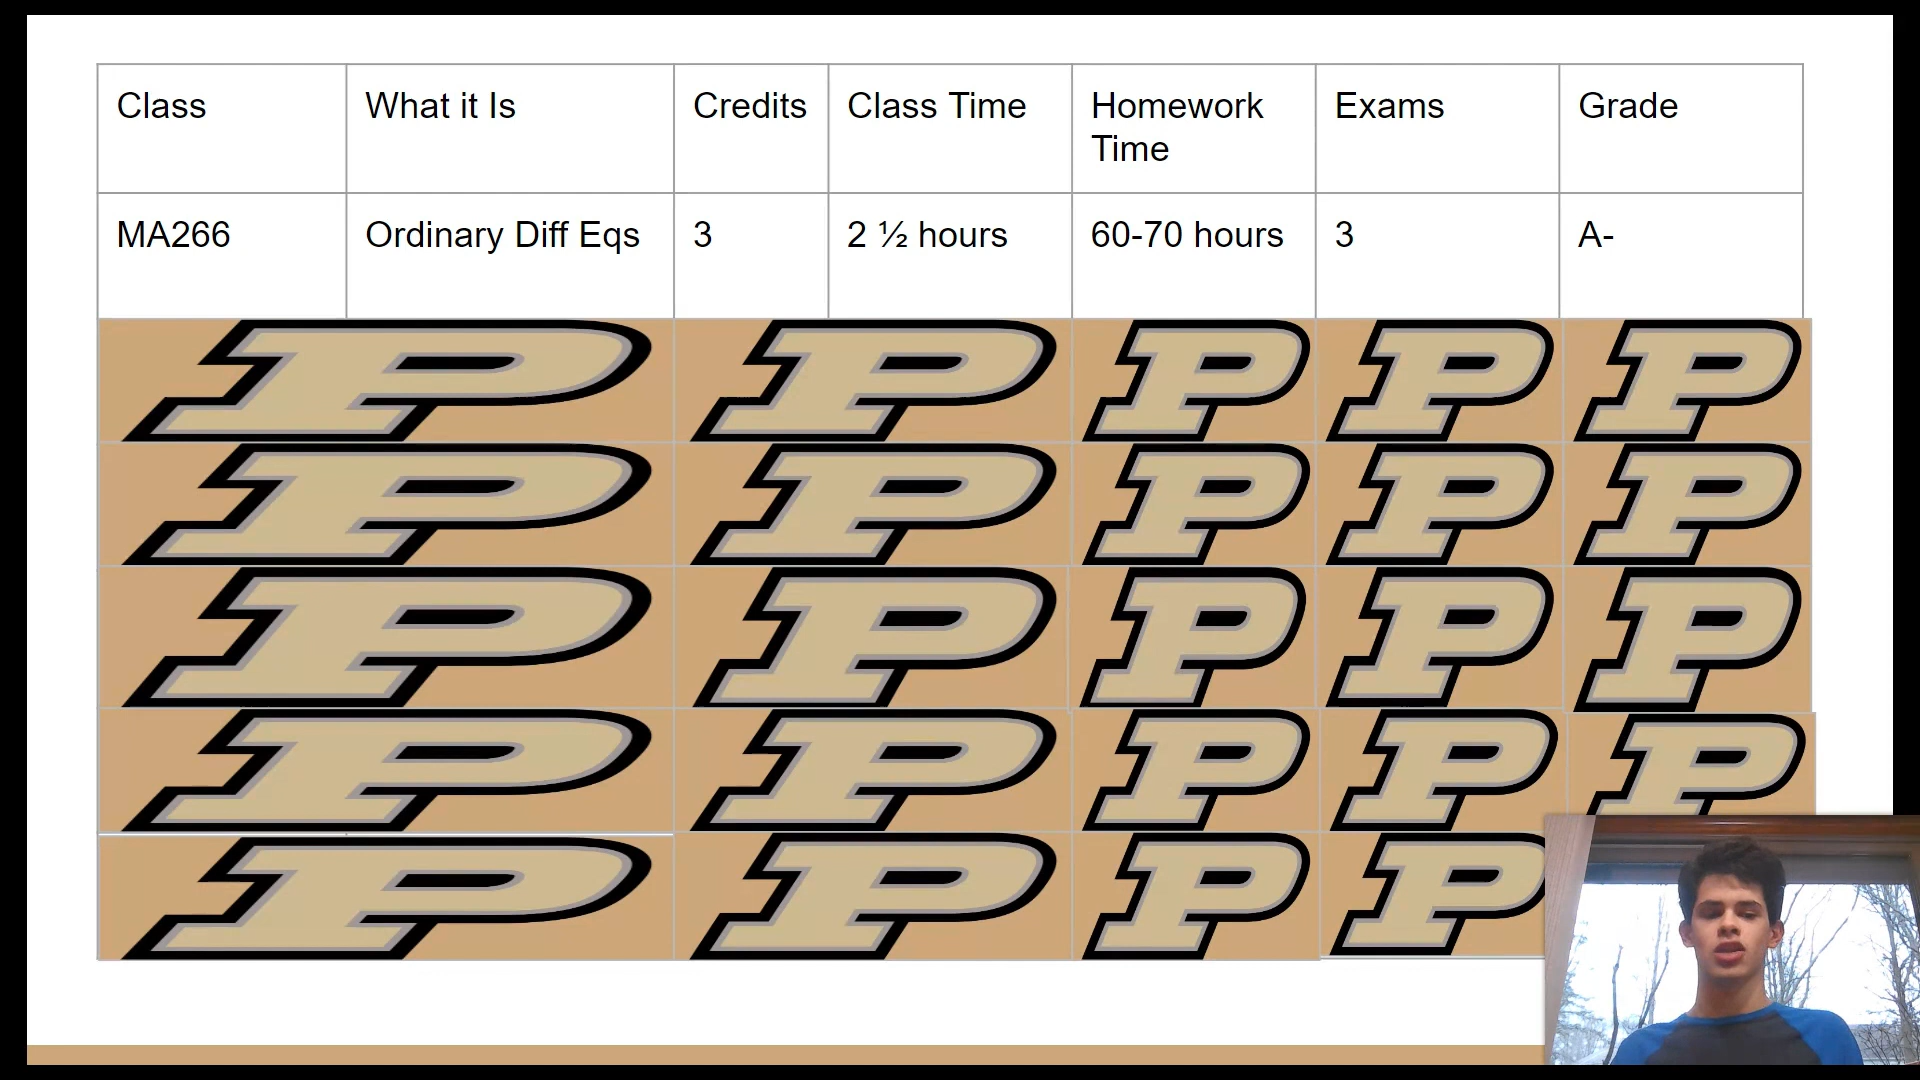 Class What it Is Credits Class Time Homework Time Exams Grade
MA266 Ordinary Diff Eqs 3 2 ½ hours 60-70 hours 3 A-
P P P P P
P P P P P
P P P P P
P P P P P
P P P P